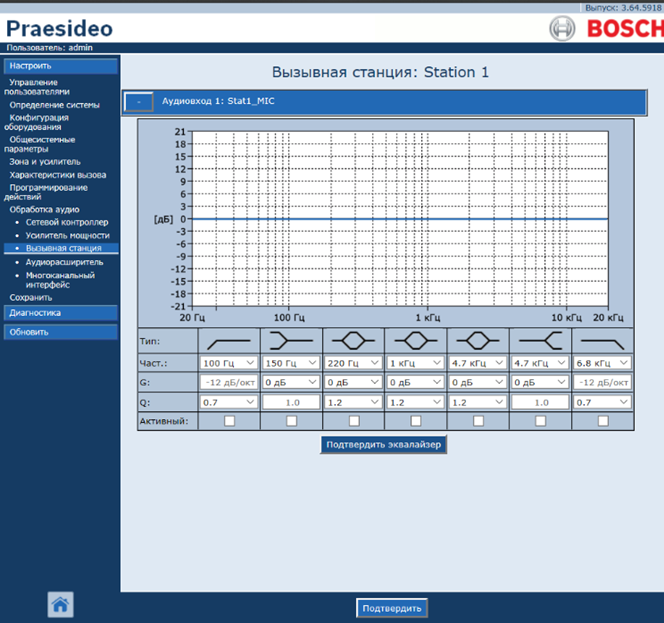 Выпуск: 3.64.5918
Praesideo
BOSCH
Пользователь: admin
Настроить
Управление
пользователями
Определение системы
Конфигурация
оборудования
Общесистемные
параметры
Зона и усилитель
Характеристики вызова
Программирование
действий
Обработка аудио
• Сетевой контроллер
• Усилитель мощности
• Вызывная станция
• Аудиорасширитель
• Многоканальный
интерфейс
Сохранить
Диагностика
Обновить
Вызывная станция: Station 1
- Аудиовход 1: Stat1_MIC
21
18
15
12
9
6
3
[дБ] 0
-3
-6
-9
-12
-15
-18
-21
20 Гц 100 Гц 1 кГц 10 кГц 20 кГц
Тип:
Част.: 100 Гц 150 Гц 220 Гц 1 кГц 4.7 кГц 4.7 кГц 6.8 кГц
G: -12 дБ/окт 0 дБ 0 дБ 0 дБ 0 дБ 0 дБ -12 дБ/окт
Q: 0.7 1.0 1.2 1.2 1.2 1.0 0.7
Активный:
Подтвердить эквалайзер
Подтвердить